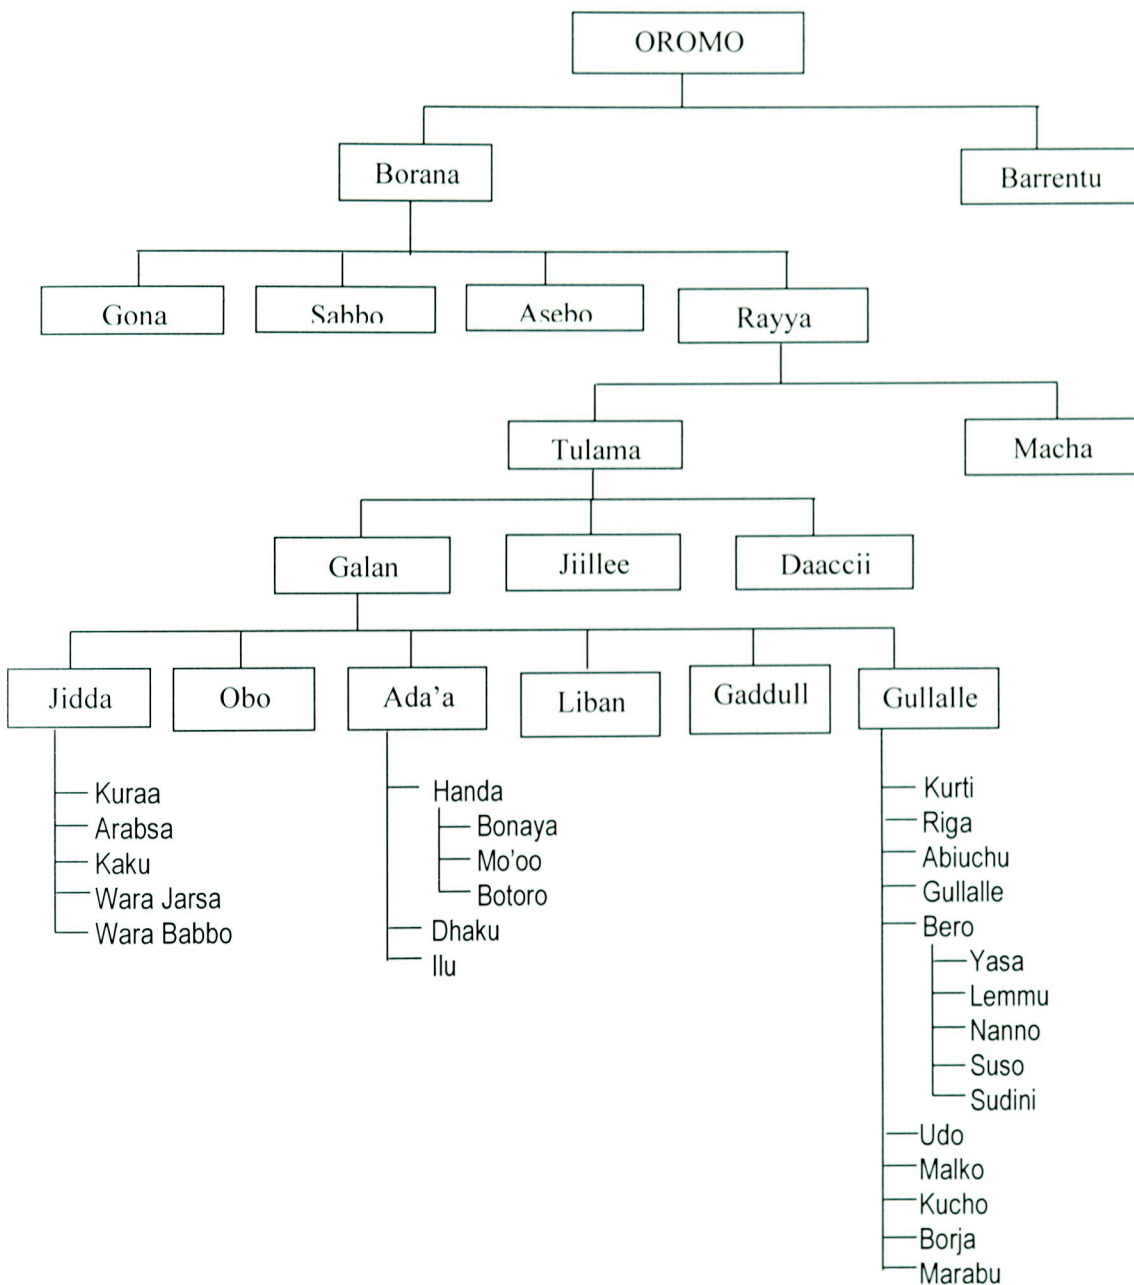 OROMO
Borana
Barrentu
Gona
Sabbo
Asebo
Rayya
Tulama
Macha
Galan
Jiillee
Daaccii
Jidda
Obo
Ada'a
Liban
Gaddull
Gullalle
Kuraa
Arabsa
Kaku
Wara Jarsa
Wara Babbo
Handa
Bonaya
Mo'oo
Botoro
Dhaku
Ilu
Kurti
Riga
Abiuchu
Gullalle
Bero
Yasa
Lemmu
Nanno
Suso
Sudini
Udo
Malko
Kucho
Borja
Marabu